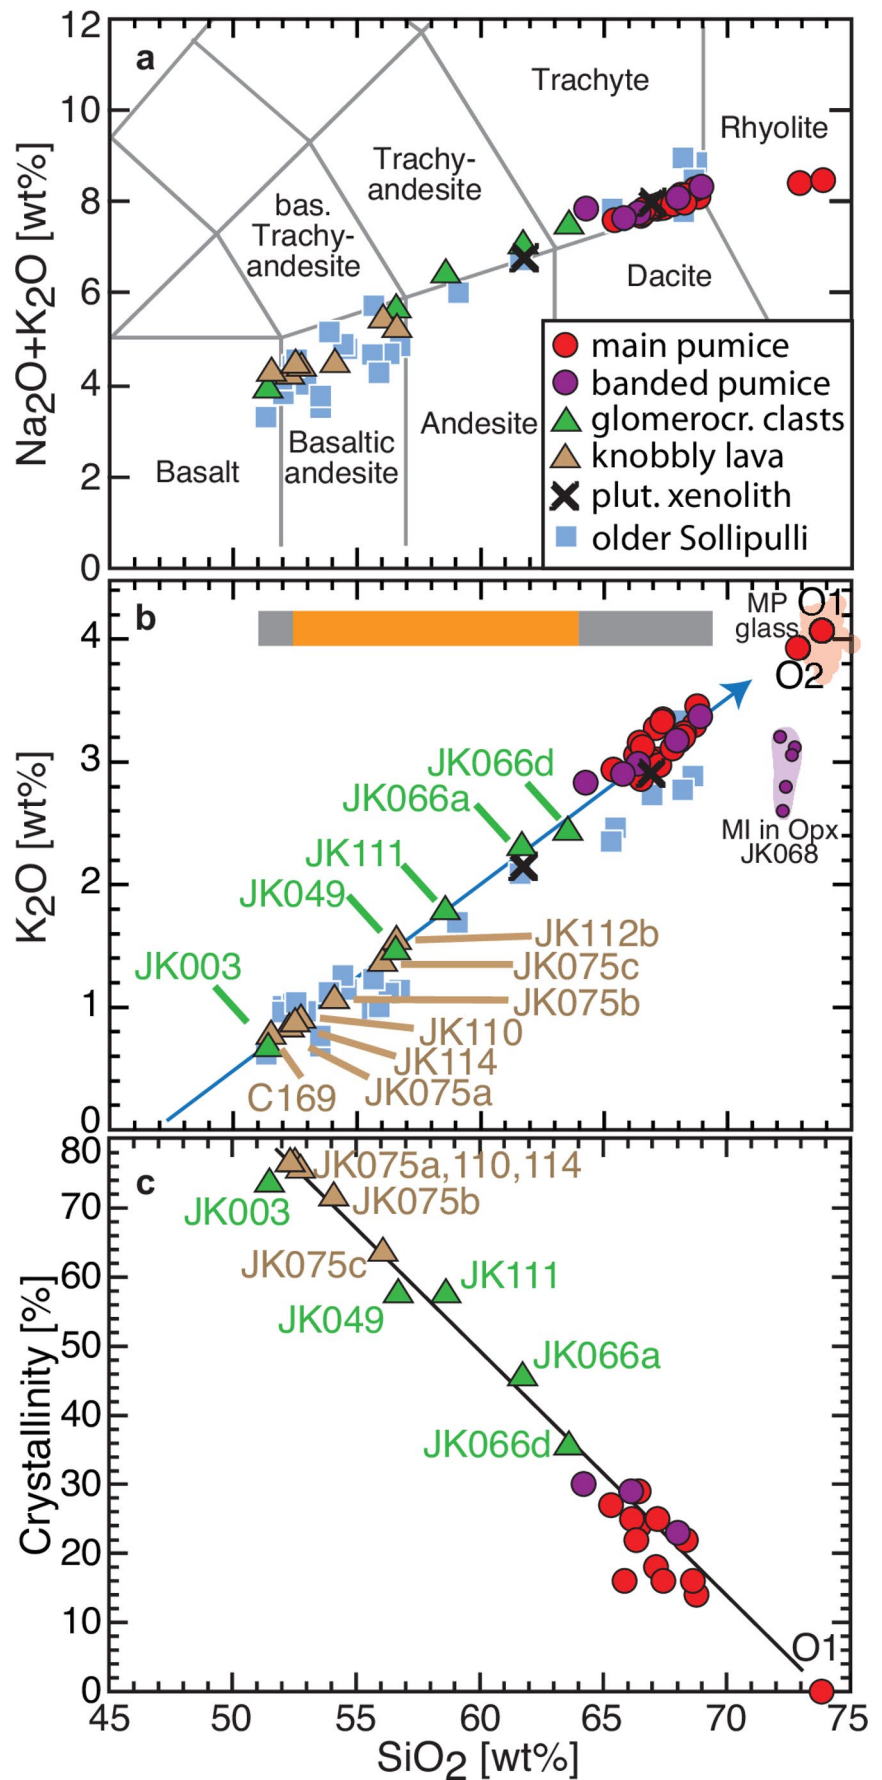 12
10
8
6
4
2
0
Na2O+K2O [wt%]
a
Trachyte
Rhyolite
Trachy-
andesite
bas.
Trachy-
andesite
Dacite
Andesite
Basaltic
andesite
Basalt
main pumice
banded pumice
glomerocr. clasts
knobbly lava
plut. xenolith
older Sollipulli
b
4
3
2
1
0
K2O [wt%]
MP
glass
O1
O2
JK066d
JK066a
JK111
JK049
JK003
MI in Opx
JK068
JK112b
JK075c
JK075b
JK110
JK114
JK075a
C169
c
80
70
60
50
40
30
20
10
0
Crystallinity [%]
JK075a,110,114
JK003
JK075b
JK075c
JK111
JK049
JK066a
JK066d
O1
45
50
55
60
65
70
75
SiO2 [wt%]